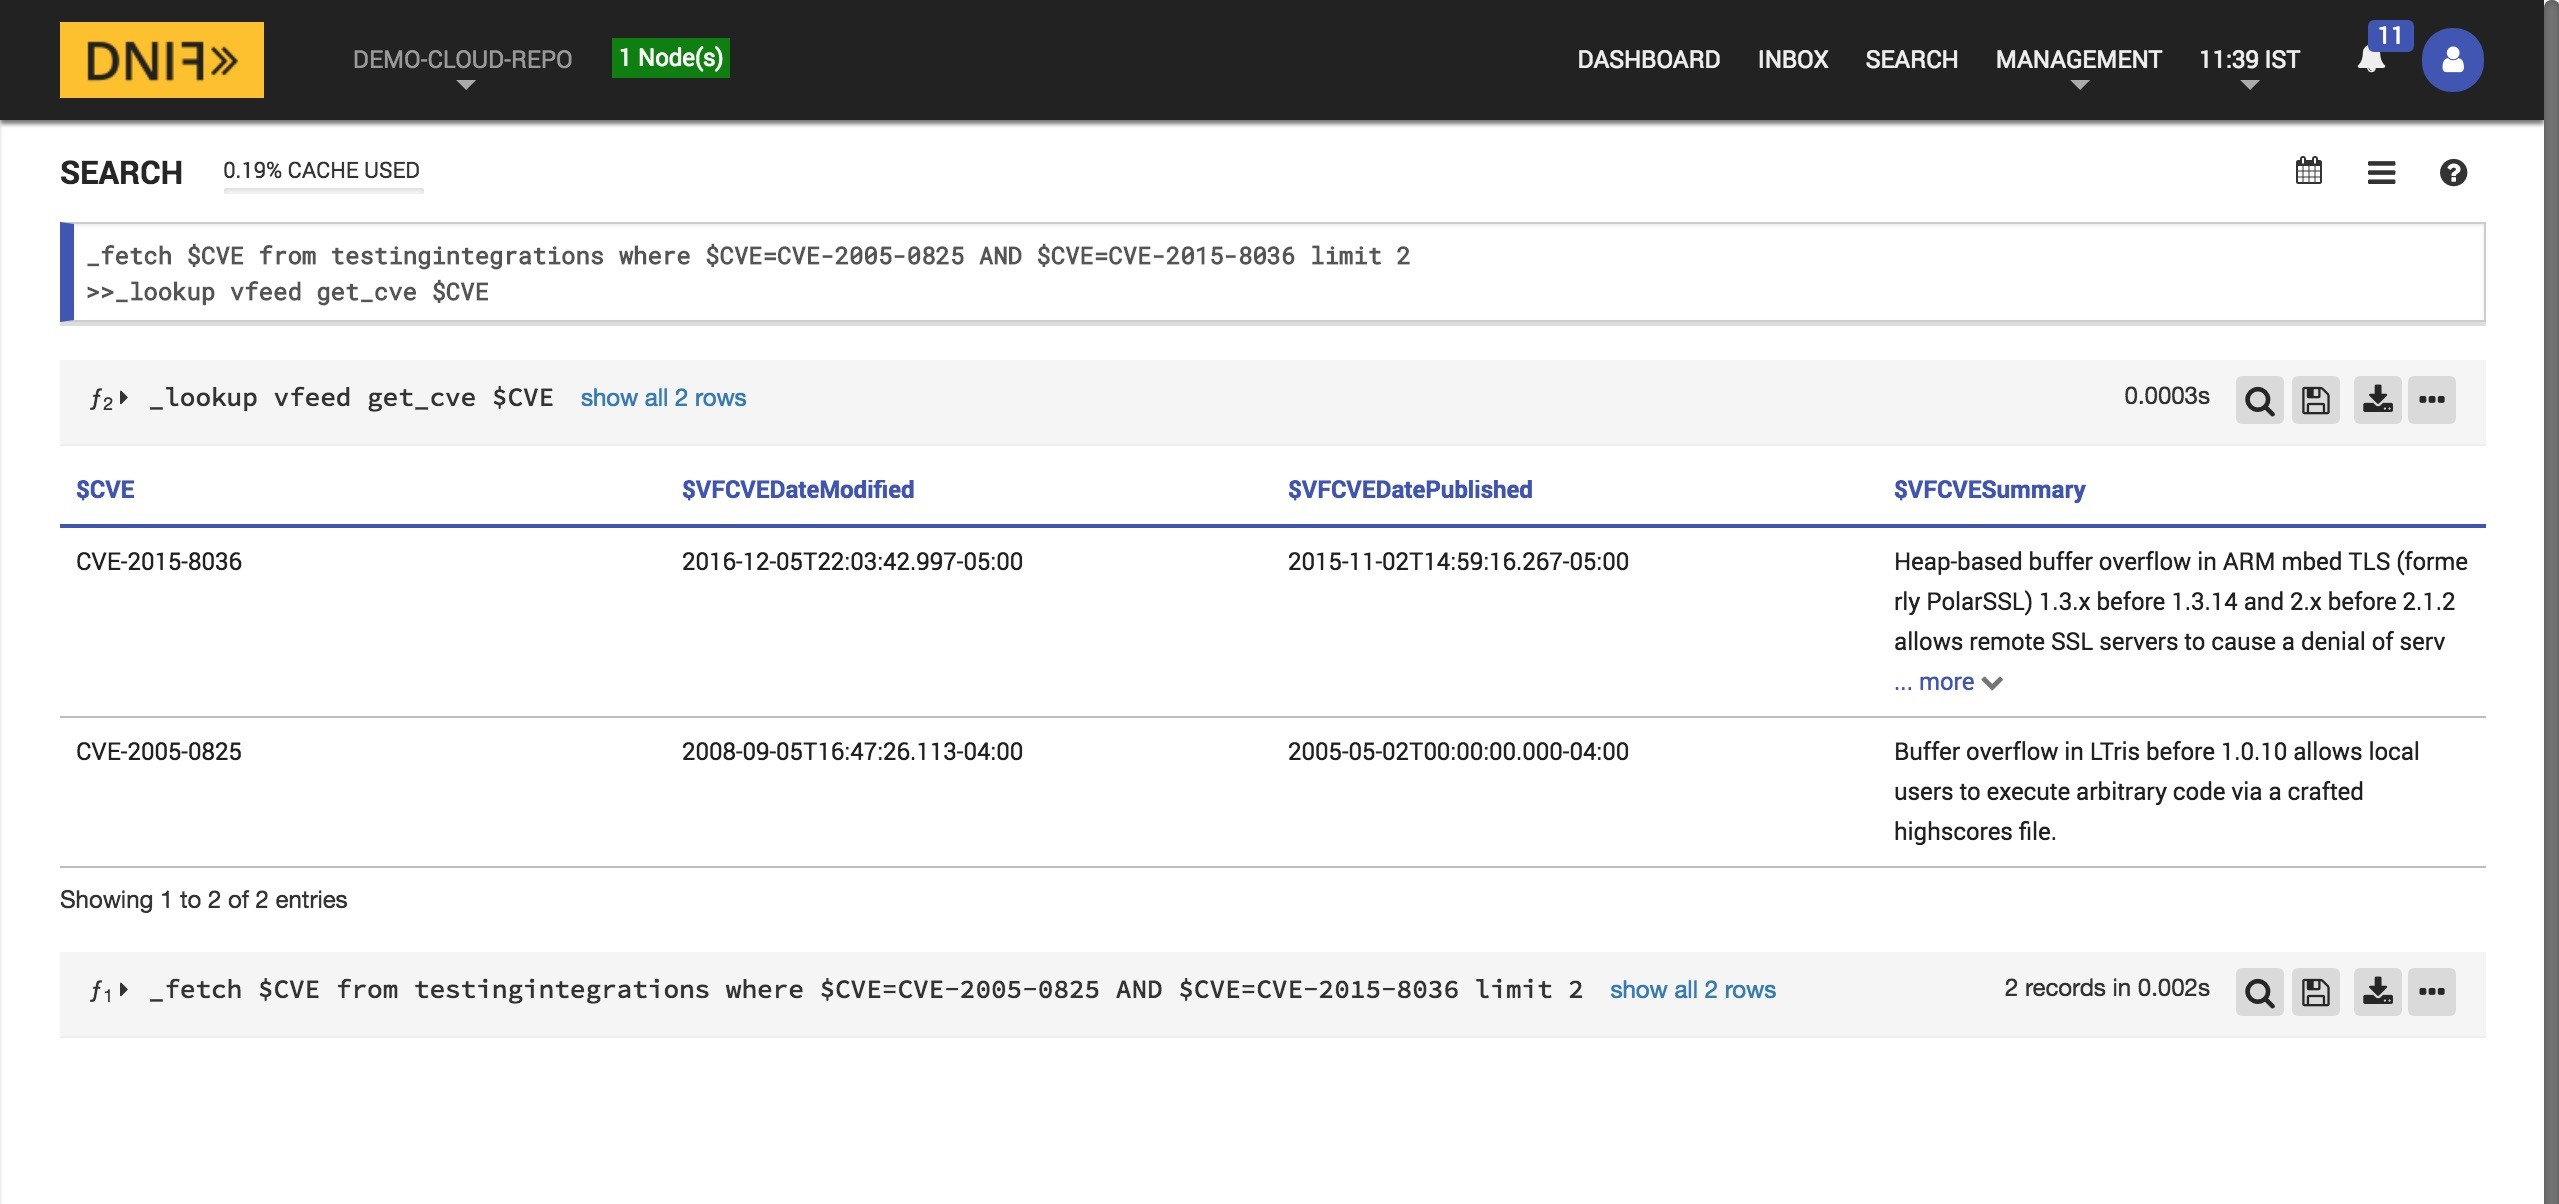 DNIF»
DEMO-CLOUD-REPO
1 Node(s)
DASHBOARD
INBOX
SEARCH
MANAGEMENT
11:39 IST
11
SEARCH
0.19% CACHE USED
_fetch $CVE from testingintegrations where $CVE=CVE-2005-0825 AND $CVE=CVE-2015-8036 limit 2
>>_lookup vfeed get_cve $CVE
ƒ2 _lookup vfeed get_cve $CVE show all 2 rows
0.0003s
$CVE
$VFCVEDateModified
$VFCVEDatePublished
$VFCVESummary
CVE-2015-8036
2016-12-05T22:03:42.997-05:00
2015-11-02T14:59:16.267-05:00
Heap-based buffer overflow in ARM mbed TLS (forme
rly PolarSSL) 1.3.x before 1.3.14 and 2.x before 2.1.2
allows remote SSL servers to cause a denial of serv
... more
CVE-2005-0825
2008-09-05T16:47:26.113-04:00
2005-05-02T00:00:00.000-04:00
Buffer overflow in LTris before 1.0.10 allows local
users to execute arbitrary code via a crafted
highscores file.
Showing 1 to 2 of 2 entries
ƒ1 _fetch $CVE from testingintegrations where $CVE=CVE-2005-0825 AND $CVE=CVE-2015-8036 limit 2 show all 2 rows
2 records in 0.002s